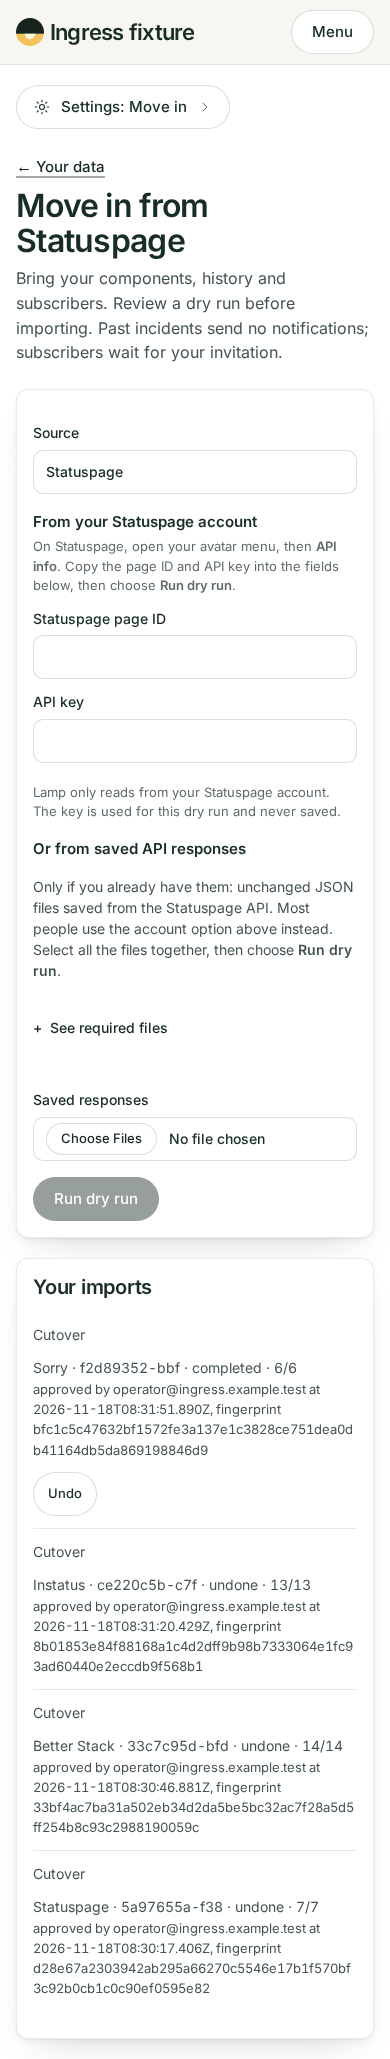 Ingress fixture
Menu
Settings: Move in
← Your data
Move in from
Statuspage
Bring your components, history and
subscribers. Review a dry run before
importing. Past incidents send no notifications;
subscribers wait for your invitation.
Source
Statuspage
From your Statuspage account
On Statuspage, open your avatar menu, then API
info. Copy the page ID and API key into the fields
below, then choose Run dry run.
Statuspage page ID
API key
Lamp only reads from your Statuspage account.
The key is used for this dry run and never saved.
Or from saved API responses
Only if you already have them: unchanged JSON
files saved from the Statuspage API. Most
people use the account option above instead.
Select all the files together, then choose Run dry
run.
+ See required files
Saved responses
Choose Files No file chosen
Run dry run
Your imports
Cutover
Sorry · f2d89352-bbf · completed · 6/6
approved by operator@ingress.example.test at
2026-11-18T08:31:51.890Z, fingerprint
bfc1c5c47632bf1572fe3a137e1c3828ce751dea0d
b41164db5da869198846d9
Undo
Cutover
Instatus · ce220c5b-c7f · undone · 13/13
approved by operator@ingress.example.test at
2026-11-18T08:31:20.429Z, fingerprint
8b01853e84f88168a1c4d2dff9b98b7333064e1fc9
3ad60440e2eccdb9f568b1
Cutover
Better Stack · 33c7c95d-bfd · undone · 14/14
approved by operator@ingress.example.test at
2026-11-18T08:30:46.881Z, fingerprint
33bf4ac7ba31a502eb34d2da5be5bc32ac7f28a5d5
ff254b8c93c2988190059c
Cutover
Statuspage · 5a97655a-f38 · undone · 7/7
approved by operator@ingress.example.test at
2026-11-18T08:30:17.406Z, fingerprint
d28e67a2303942ab295a66270c5546e17b1f570bf
3c92b0cb1c0c90ef0595e82